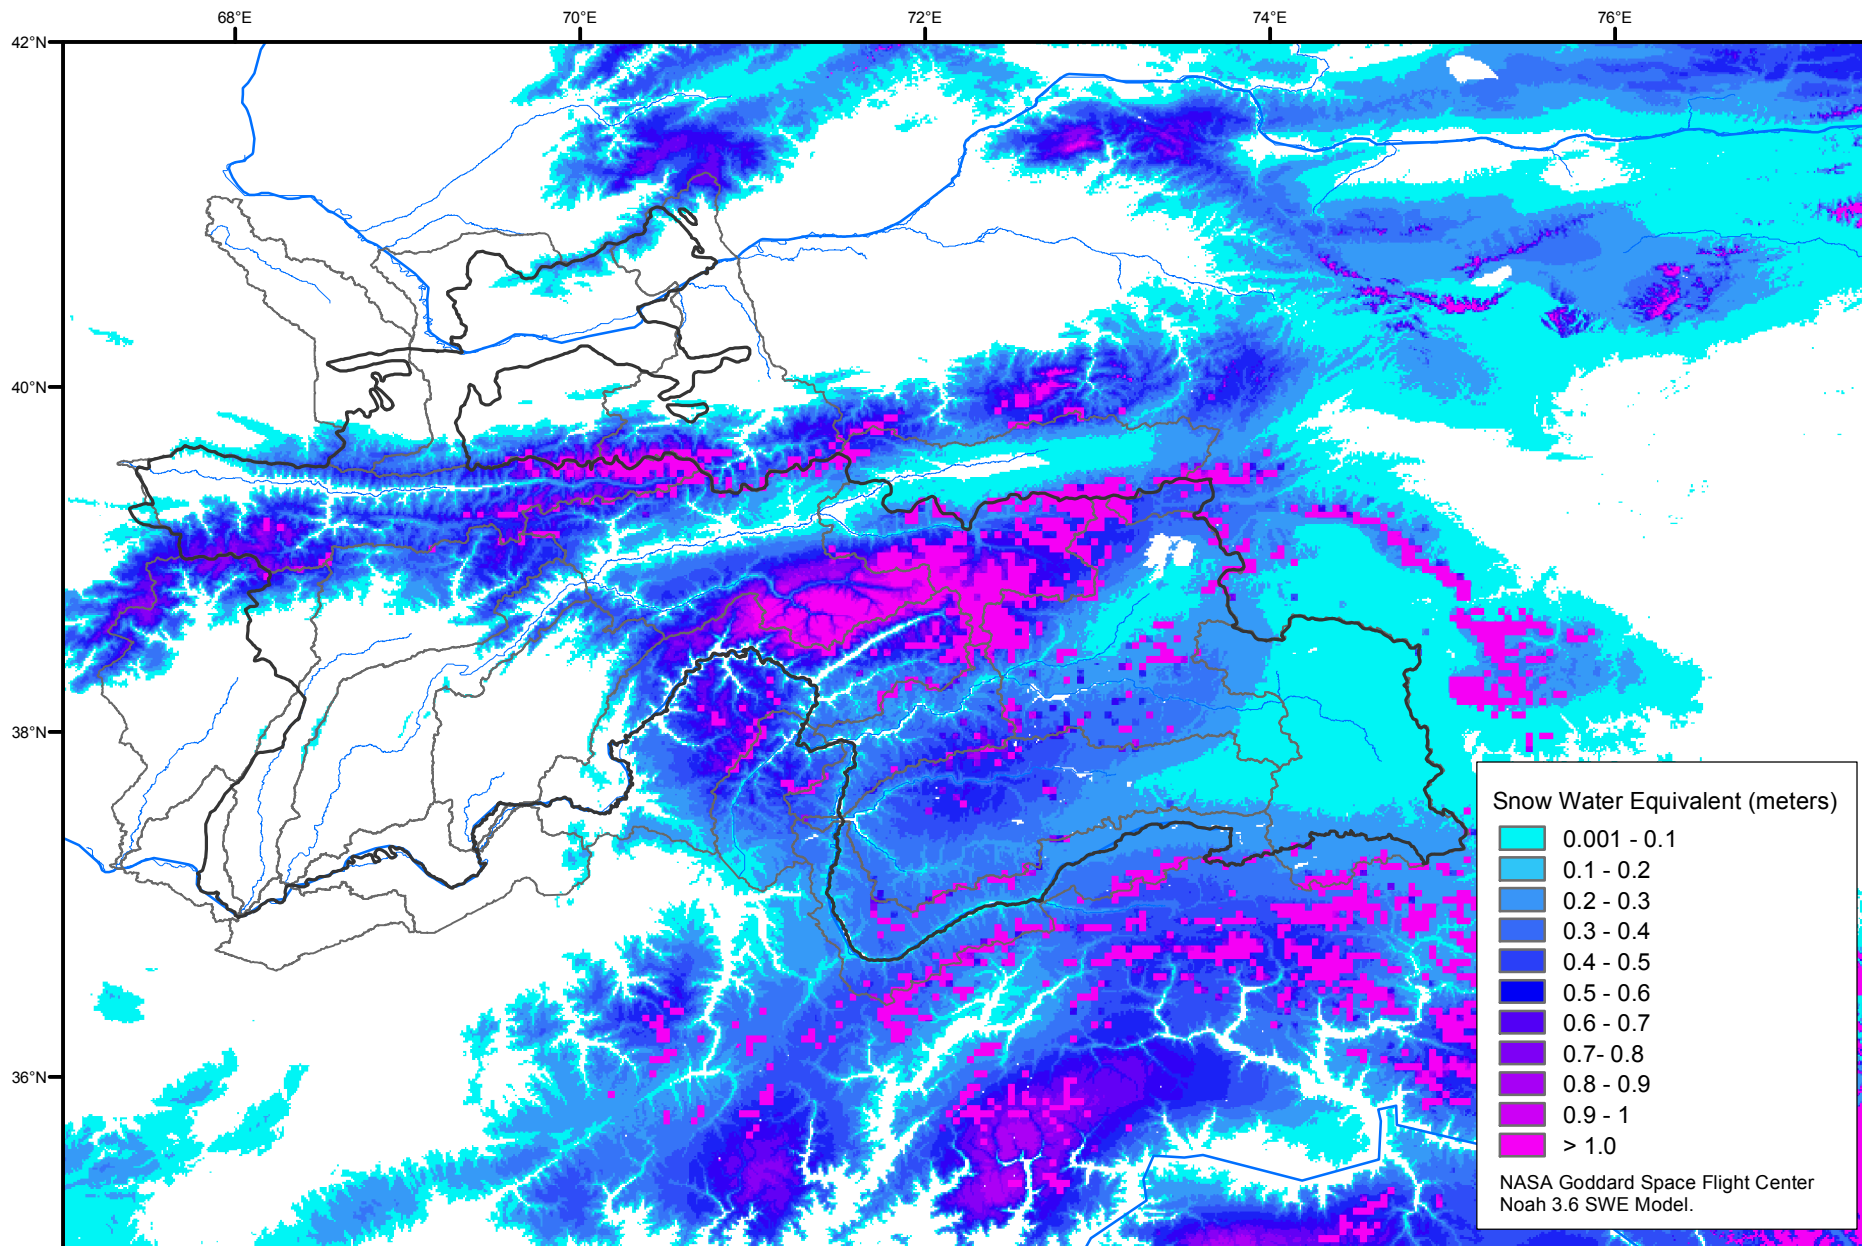 68°E
70°E
72°E
74°E
76°E
42°N
40°N
38°N
36°N
Snow Water Equivalent (meters)
0.001 - 0.1
0.1 - 0.2
0.2 - 0.3
0.3 - 0.4
0.4 - 0.5
0.5 - 0.6
0.6 - 0.7
0.7- 0.8
0.8 - 0.9
0.9 - 1
> 1.0
NASA Goddard Space Flight Center
Noah 3.6 SWE Model.